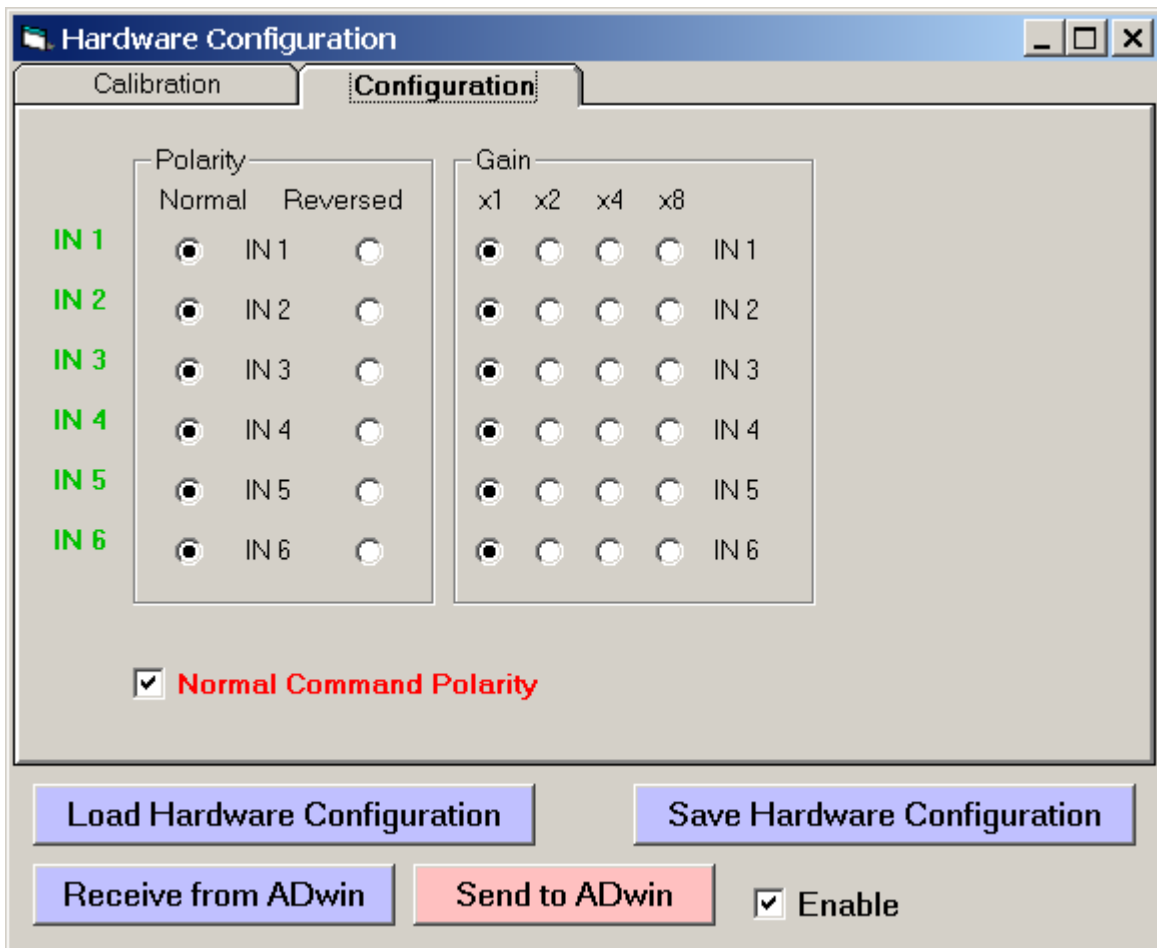 Hardware Configuration
Calibration Configuration
Polarity Gain
Normal Reversed x1 x2 x4 x8
IN 1 IN 1 IN 1
IN 2 IN 2 IN 2
IN 3 IN 3 IN 3
IN 4 IN 4 IN 4
IN 5 IN 5 IN 5
IN 6 IN 6 IN 6
Normal Command Polarity
Load Hardware Configuration Save Hardware Configuration
Receive from ADwin Send to ADwin Enable